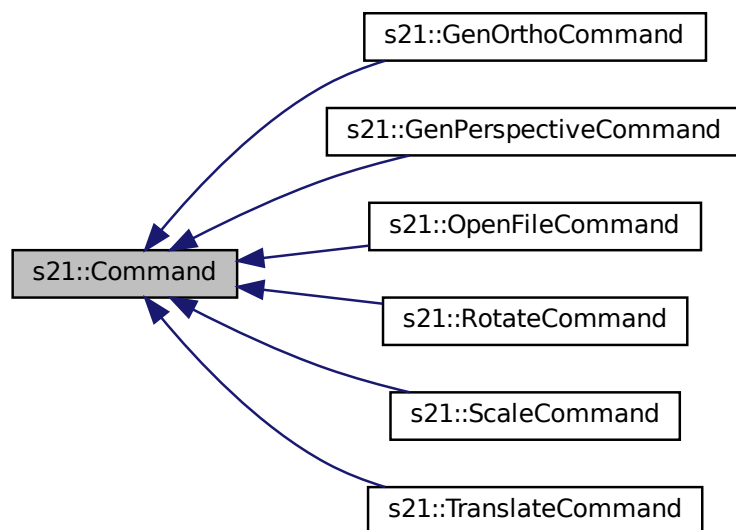 s21::GenOrthoCommand
s21::GenPerspectiveCommand
s21::OpenFileCommand
s21::Command
s21::RotateCommand
s21::ScaleCommand
s21::TranslateCommand